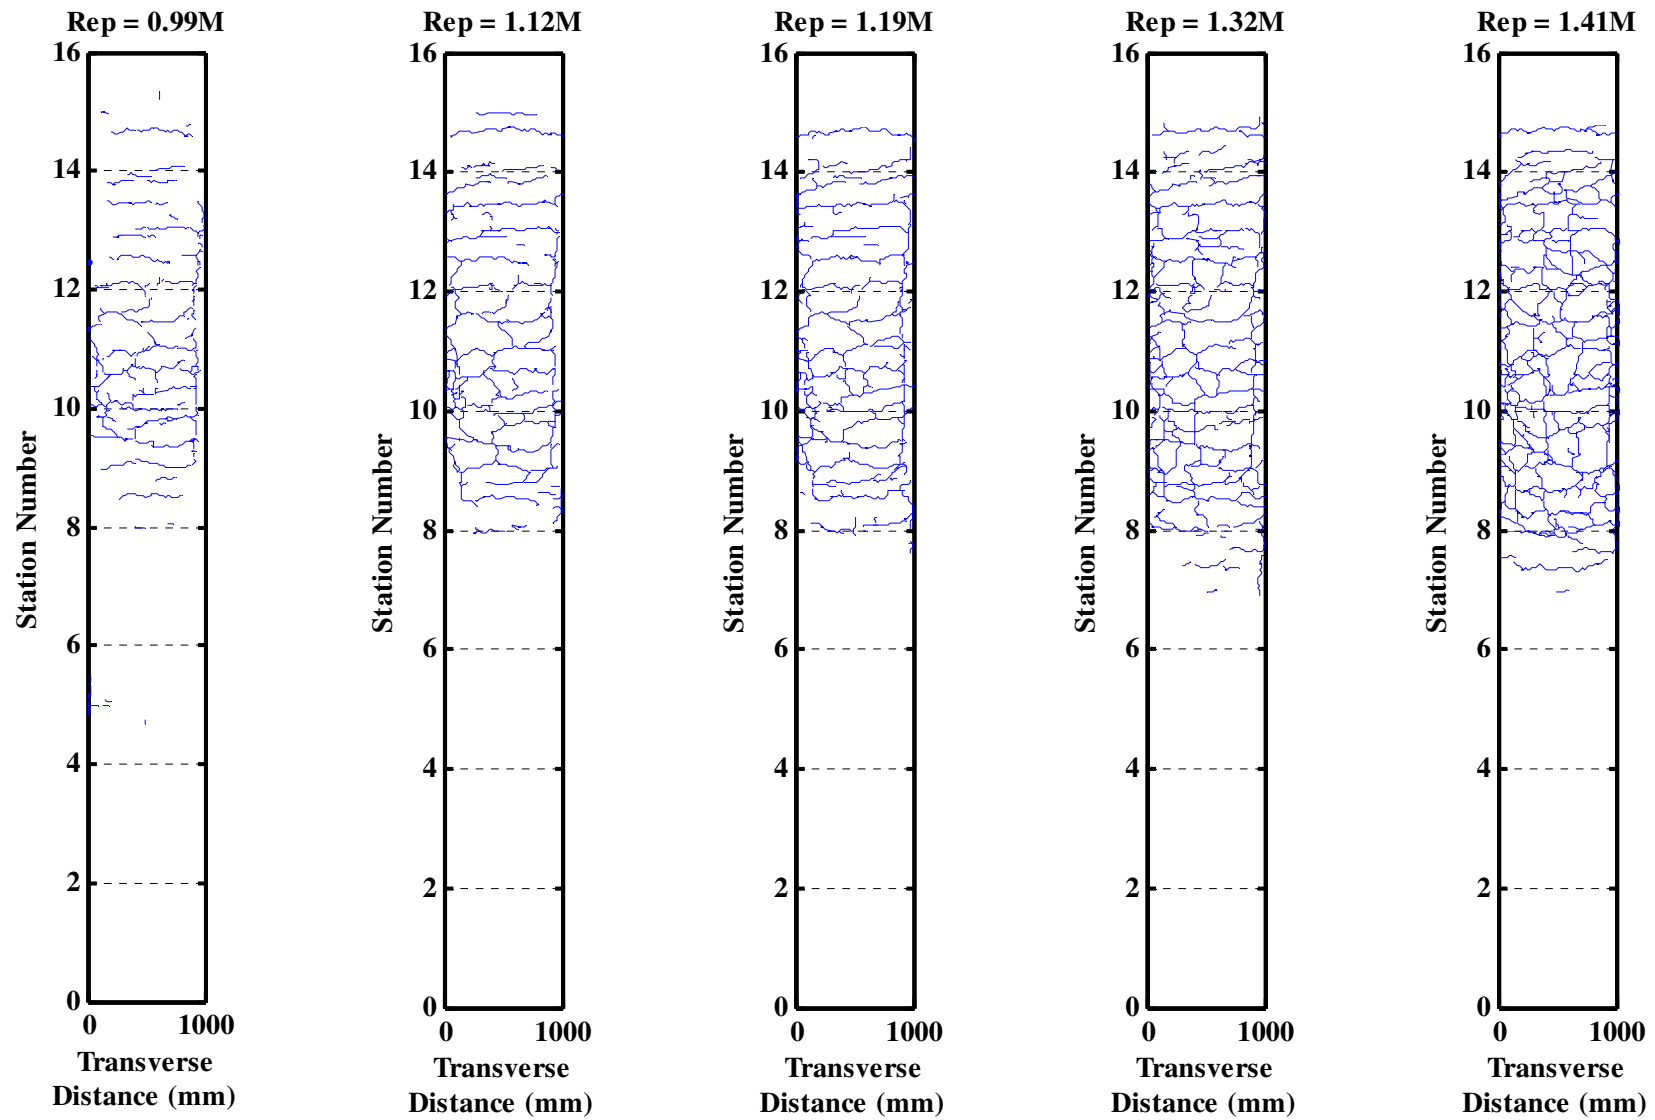 Rep = 0.99M
Rep = 1.12M
Rep = 1.19M
Rep = 1.32M
Rep = 1.41M
16
14
12
10
8
6
4
2
0
Station Number
0 1000
Transverse
Distance (mm)
16
14
12
10
8
6
4
2
0
Station Number
0 1000
Transverse
Distance (mm)
16
14
12
10
8
6
4
2
0
Station Number
0 1000
Transverse
Distance (mm)
16
14
12
10
8
6
4
2
0
Station Number
0 1000
Transverse
Distance (mm)
16
14
12
10
8
6
4
2
0
Station Number
0 1000
Transverse
Distance (mm)